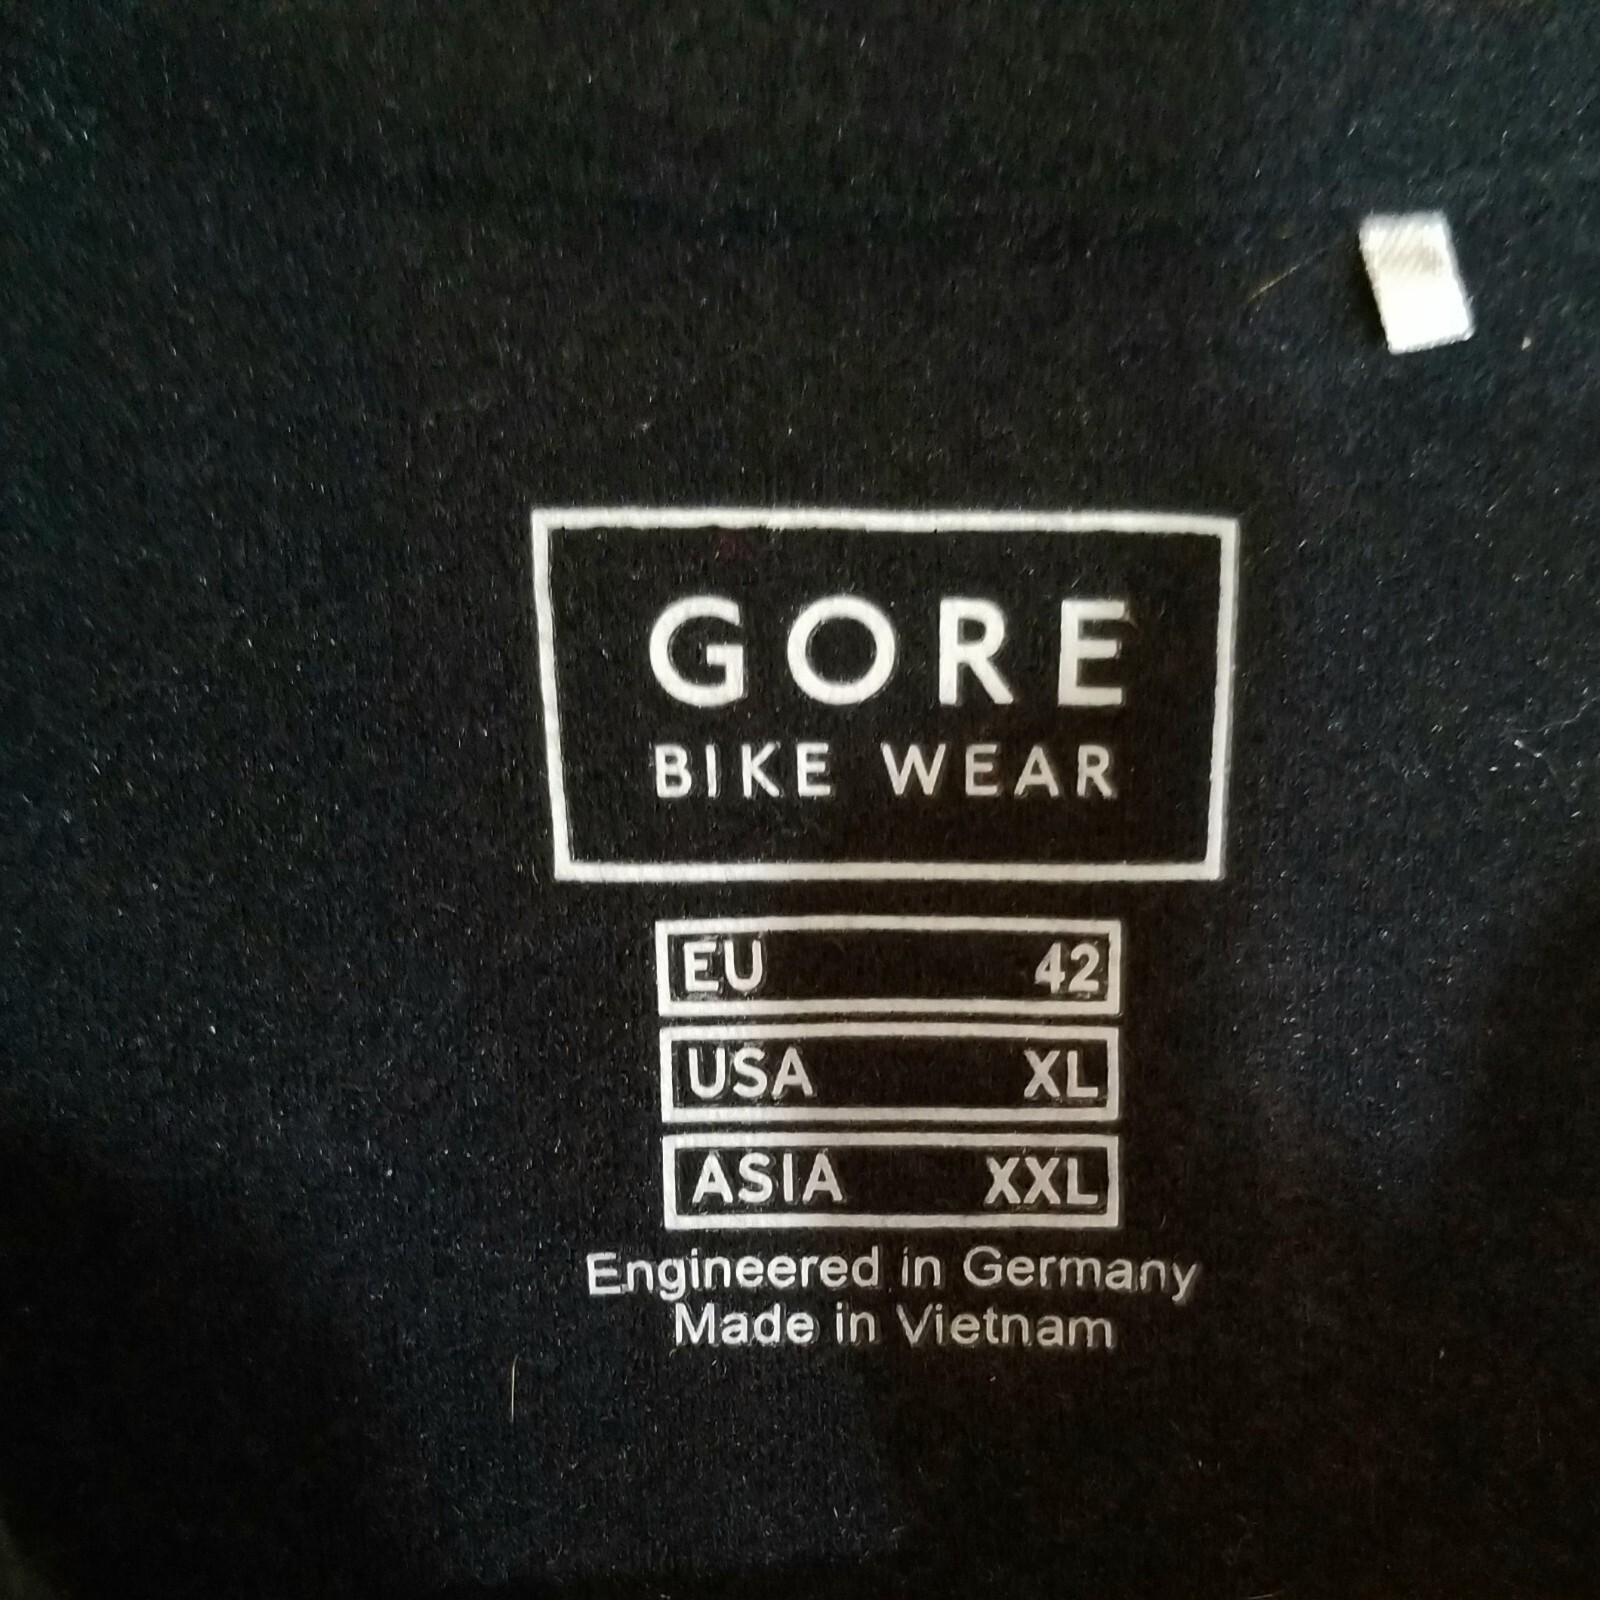 GORE
BIKE WEAR
EU 42
USA XL
ASIA XXL
Engineered in Germany
Made in Vietnam